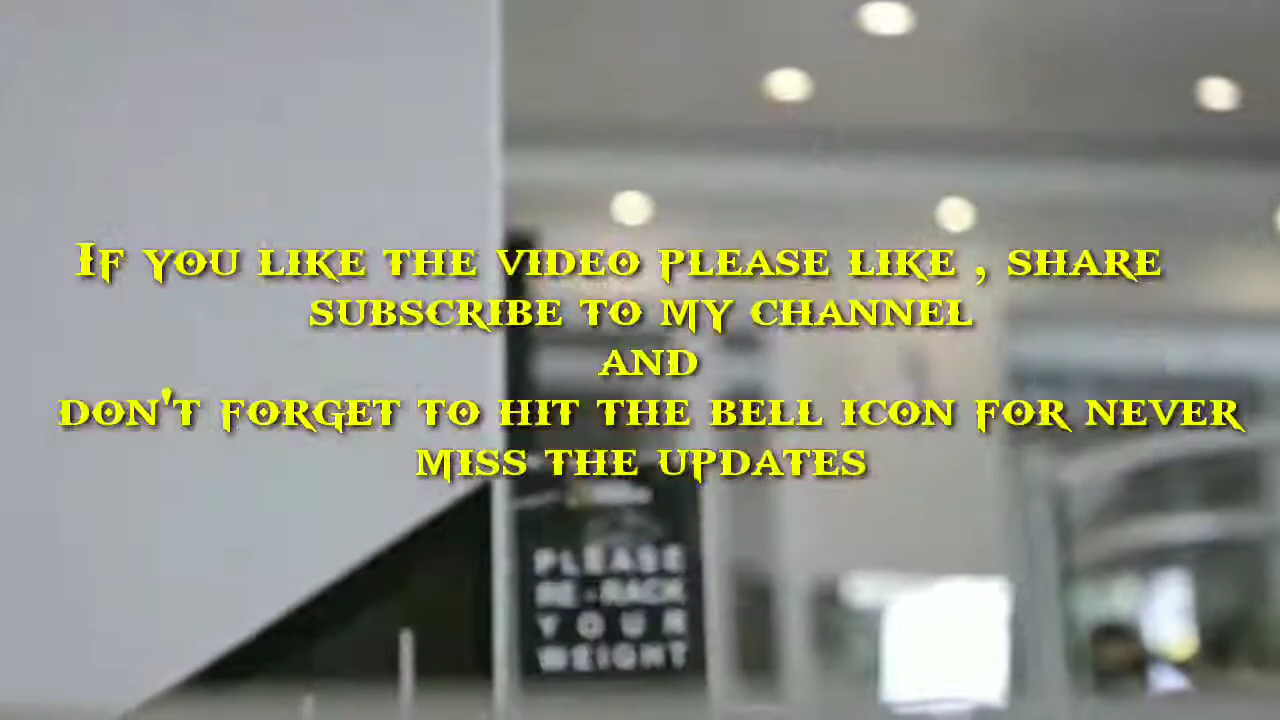 If you like the video please like , share
subscribe to my channel
and
don't forget to hit the bell icon for never
miss the updates
PLEASE
RE-RACK
YOUR
WEIGHT